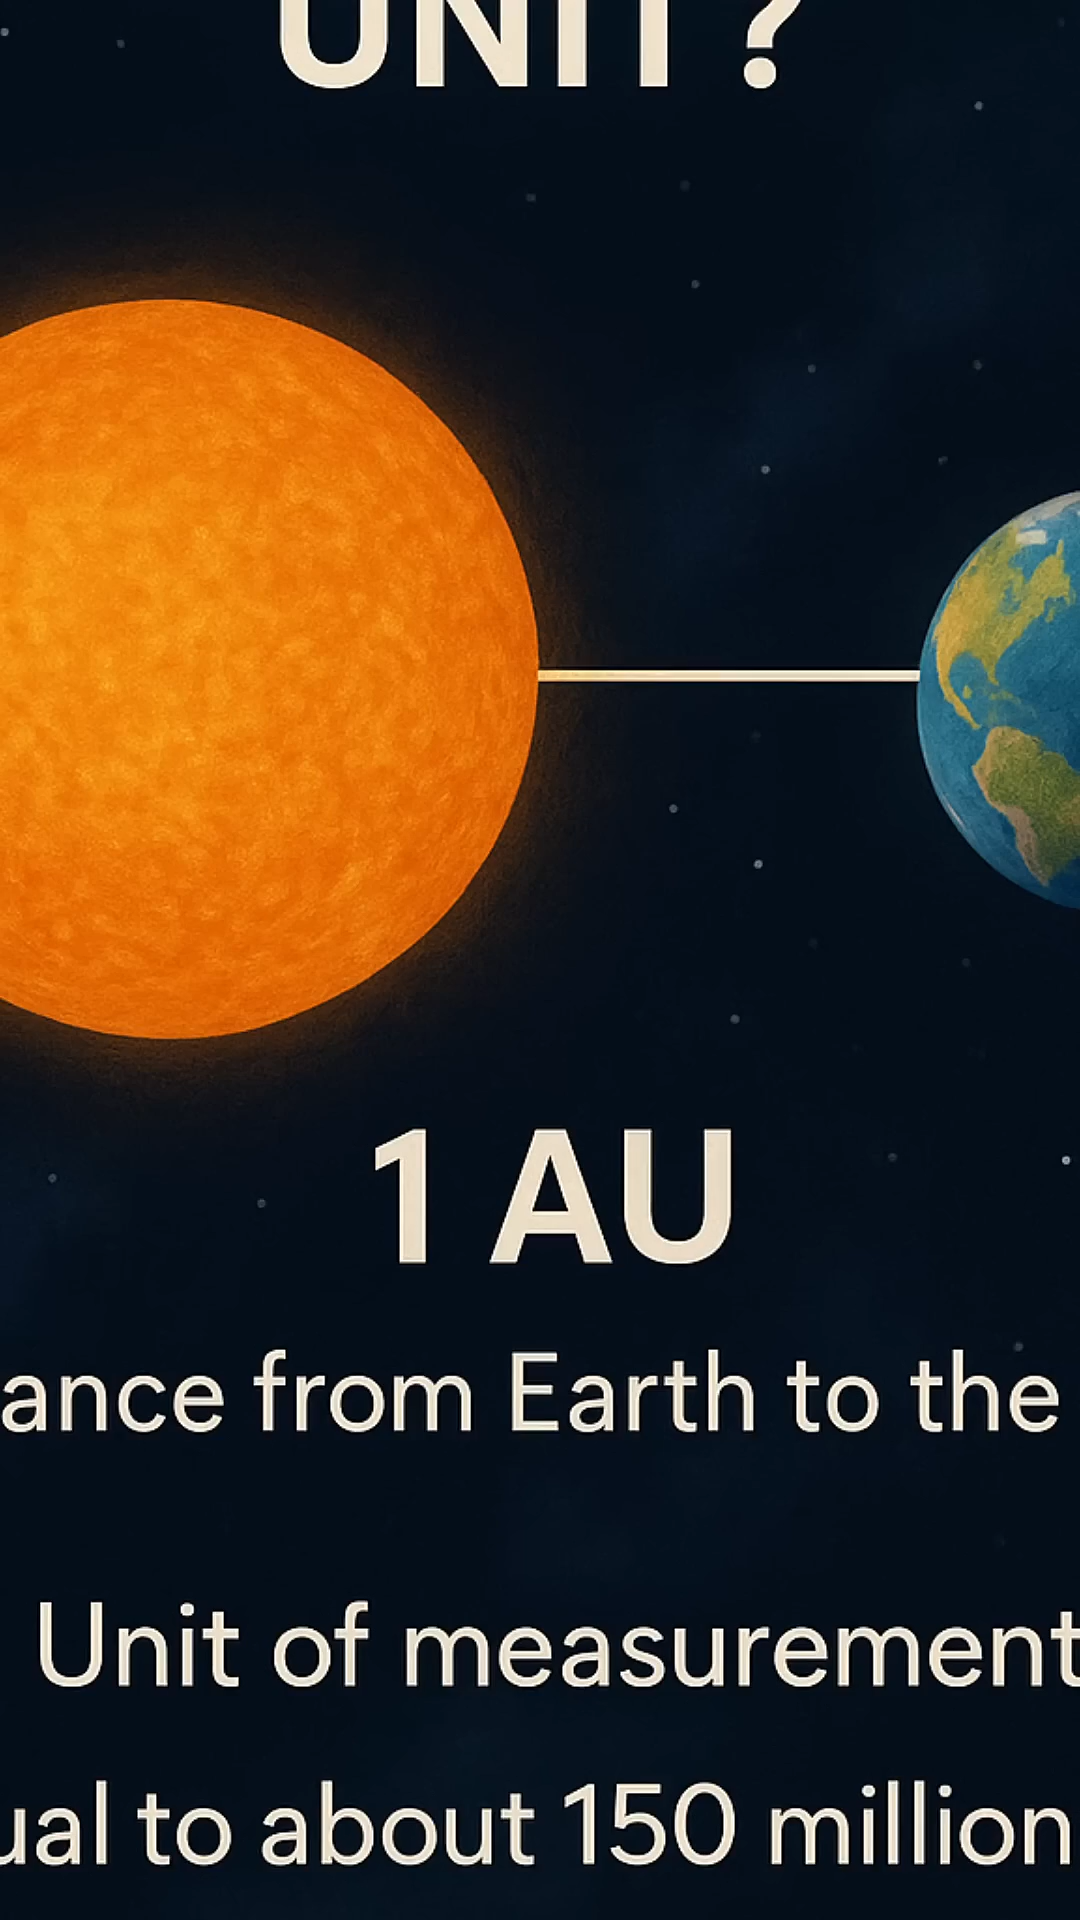 UNIT?
1 AU
ance from Earth to the
Unit of measurement
ual to about 150 million